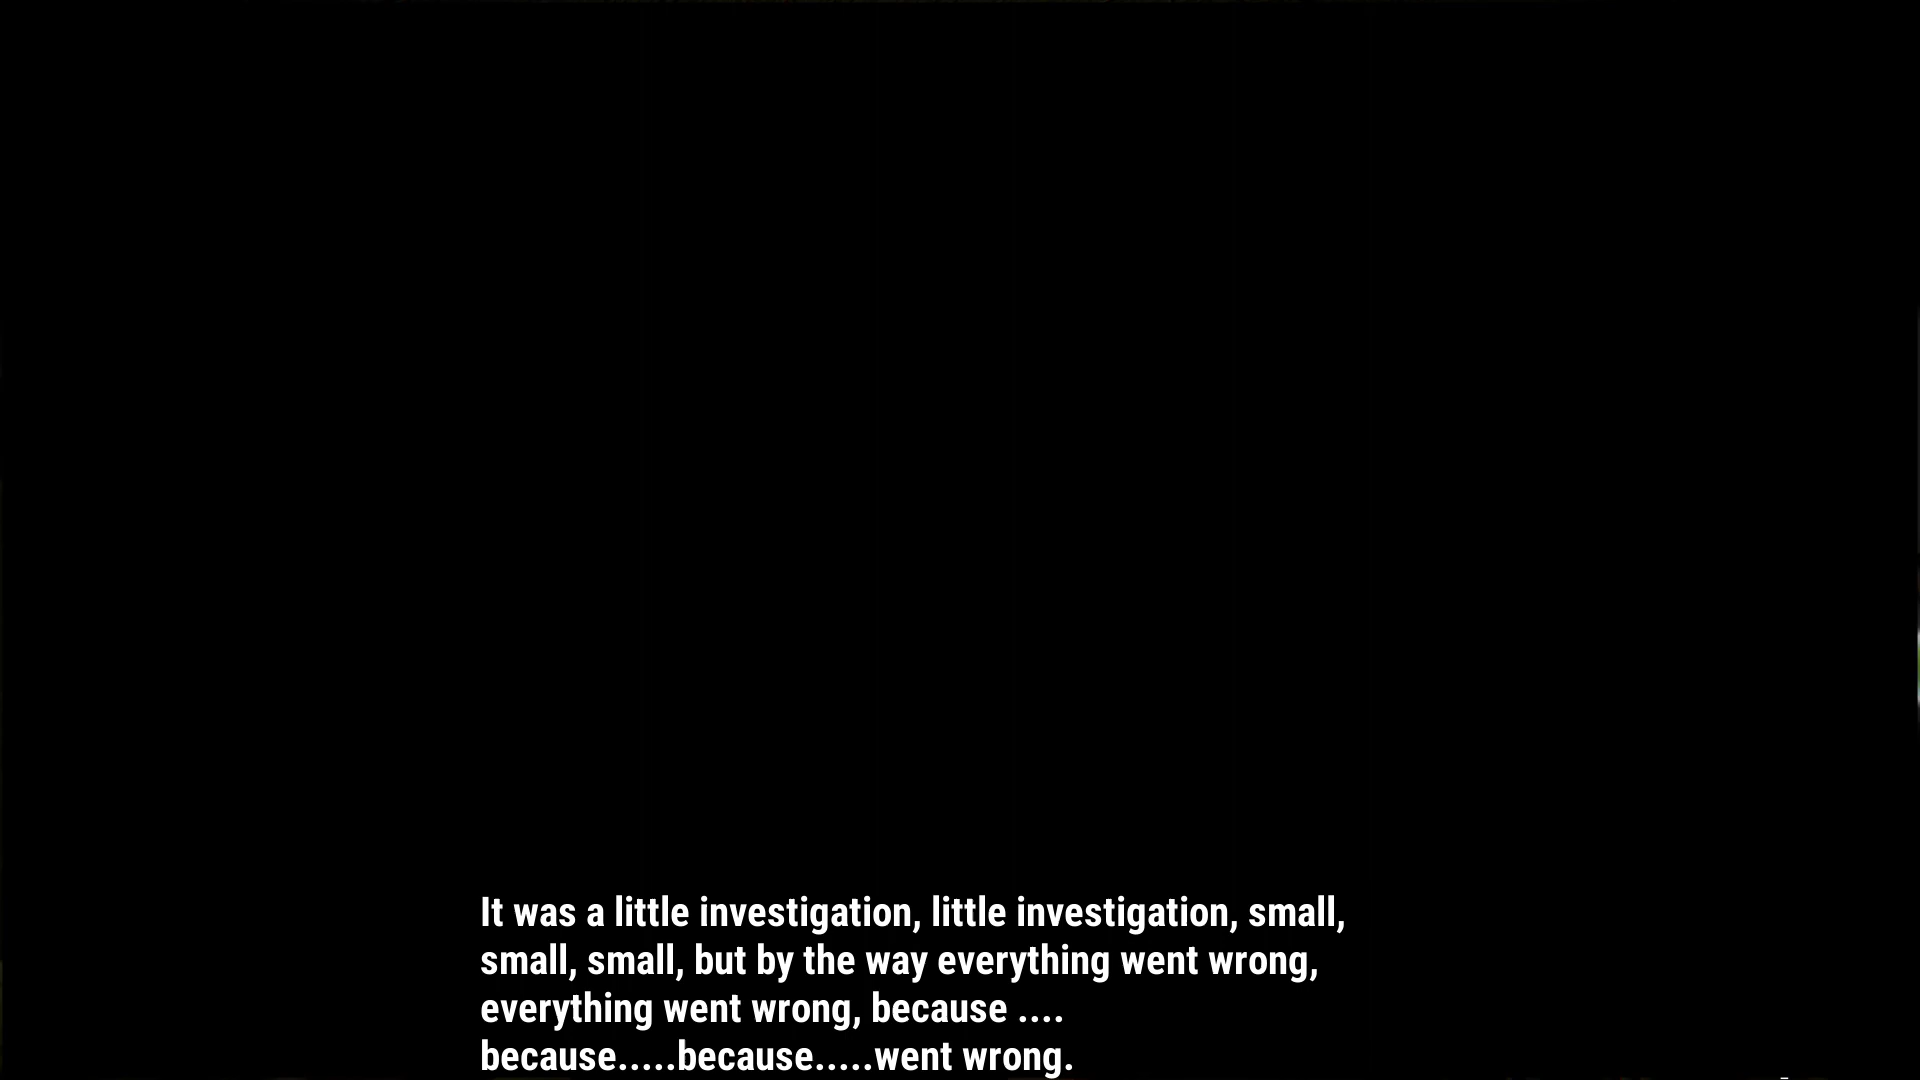 It was a little investigation, little investigation, small,
small, small, but by the way everything went wrong,
everything went wrong, because ....
because.....because.....went wrong.